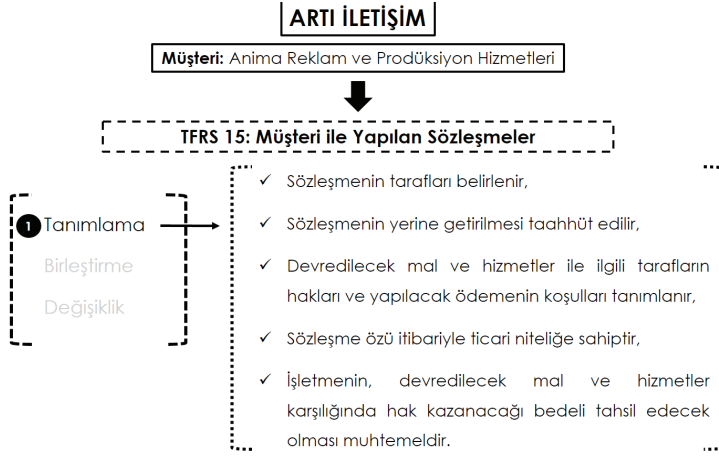 ARTI İLETİŞİM
Müşteri: Anima Reklam ve Prodüksiyon Hizmetleri
TFRS 15: Müşteri ile Yapılan Sözleşmeler
1 Tanımlama
Birleştirme
Değişiklik
✓ Sözleşmenin tarafları belirlenir,
✓ Sözleşmenin yerine getirilmesi taahhüt edilir,
✓ Devredilecek mal ve hizmetler ile ilgili tarafların
hakları ve yapılacak ödemenin koşulları tanımlanır,
✓ Sözleşme özü itibariyle ticari niteliğe sahiptir,
✓ İşletmenin, devredilecek mal ve hizmetler
karşılığında hak kazanacağı bedeli tahsil edecek
olması muhtemeldir.